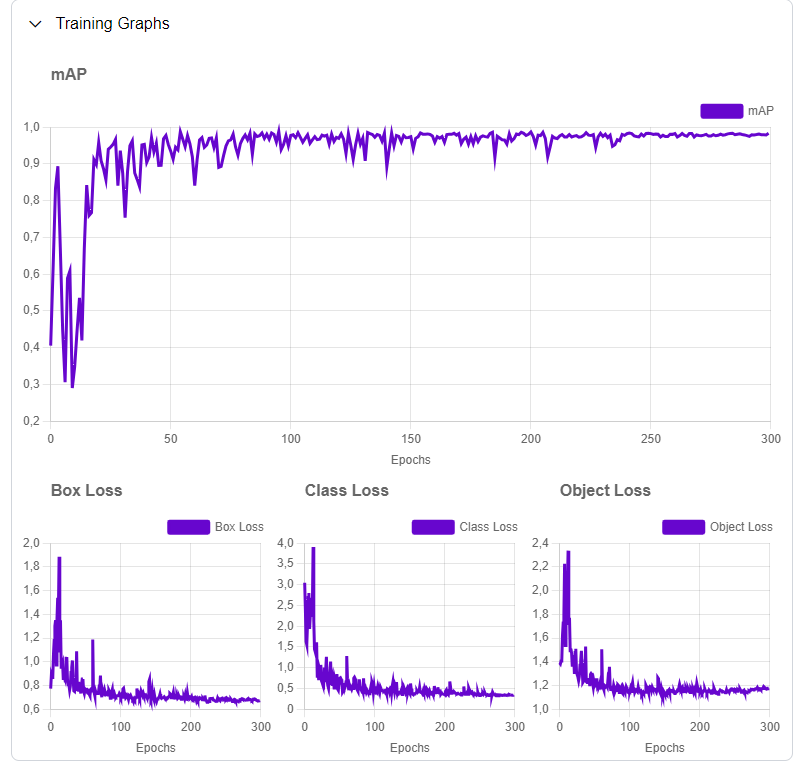 Training Graphs
mAP
mAP
1,0
0,9
0,8
0,7
0,6
0,5
0,4
0,3
0,2
0 50 100 150 200 250 300
Epochs
Box Loss Class Loss Object Loss
Box Loss Class Loss Object Loss
2,0 4,0 2,4
1,8 3,5 2,2
1,6 3,0 2,0
1,4 2,5 1,8
1,2 2,0 1,6
1,0 1,5 1,4
0,8 1,0 1,2
0,6 0,5 1,0
0
0 100 200 300 0 100 200 300 0 100 200 300
Epochs Epochs Epochs